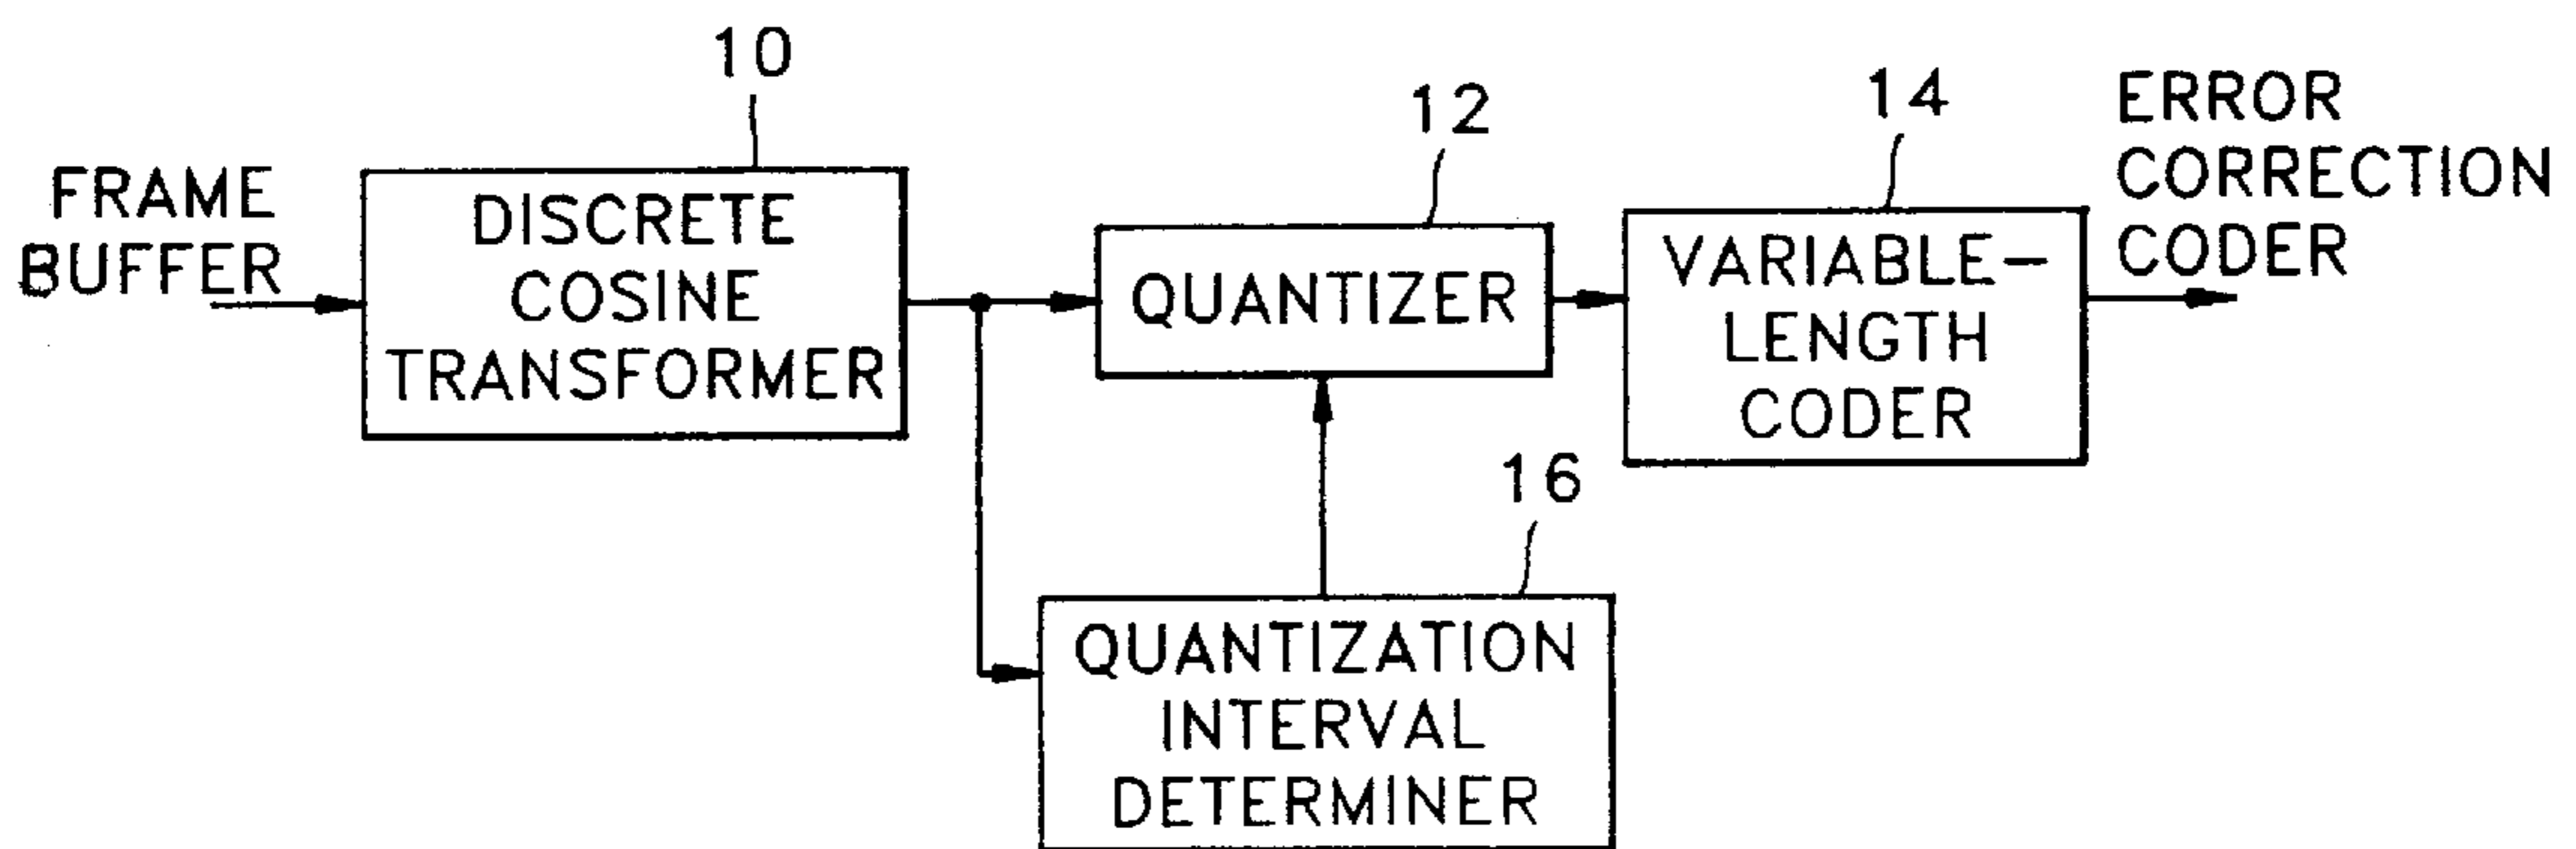 FRAME
BUFFER
10
DISCRETE
COSINE
TRANSFORMER
12
QUANTIZER
14
VARIABLE-
LENGTH
CODER
ERROR
CORRECTION
CODER
16
QUANTIZATION
INTERVAL
DETERMINER